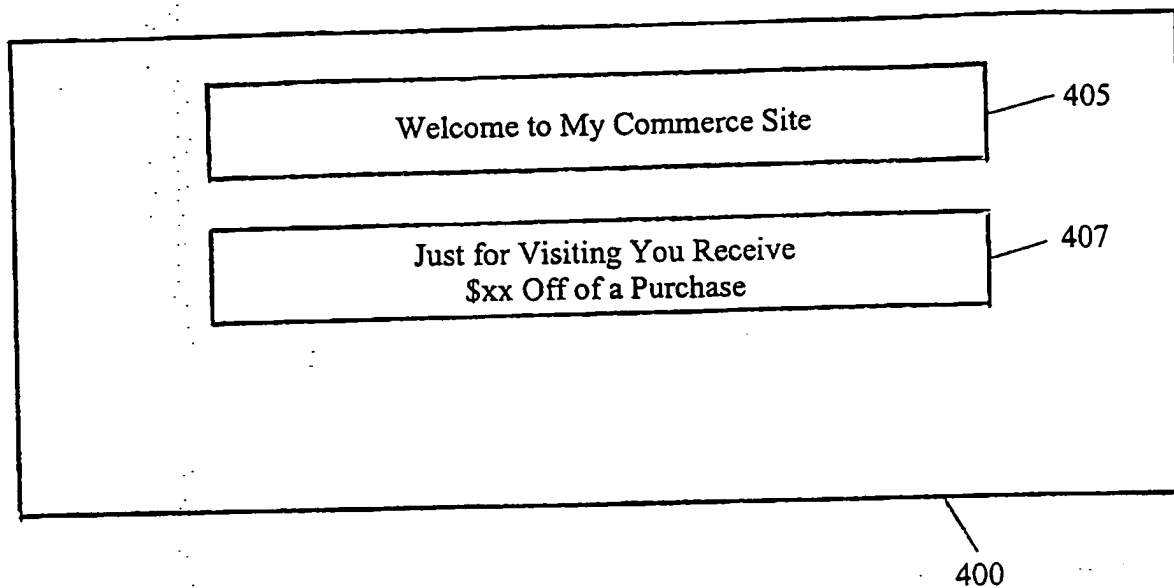 Welcome to My Commerce Site
405
Just for Visiting You Receive
$xx Off of a Purchase
407
400